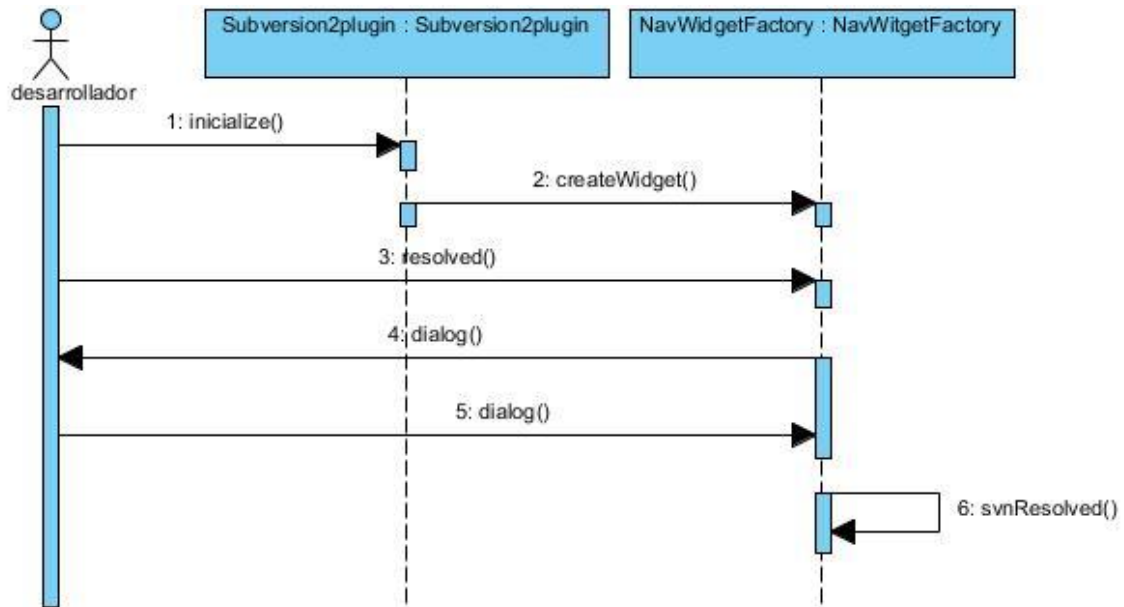 Subversion2plugin : Subversion2plugin
NavWidgetFactory : NavWitgetFactory
desarrollador
1: inicialize()
2: createWidget()
3: resolved()
4: dialog()
5: dialog()
6: svnResolved()